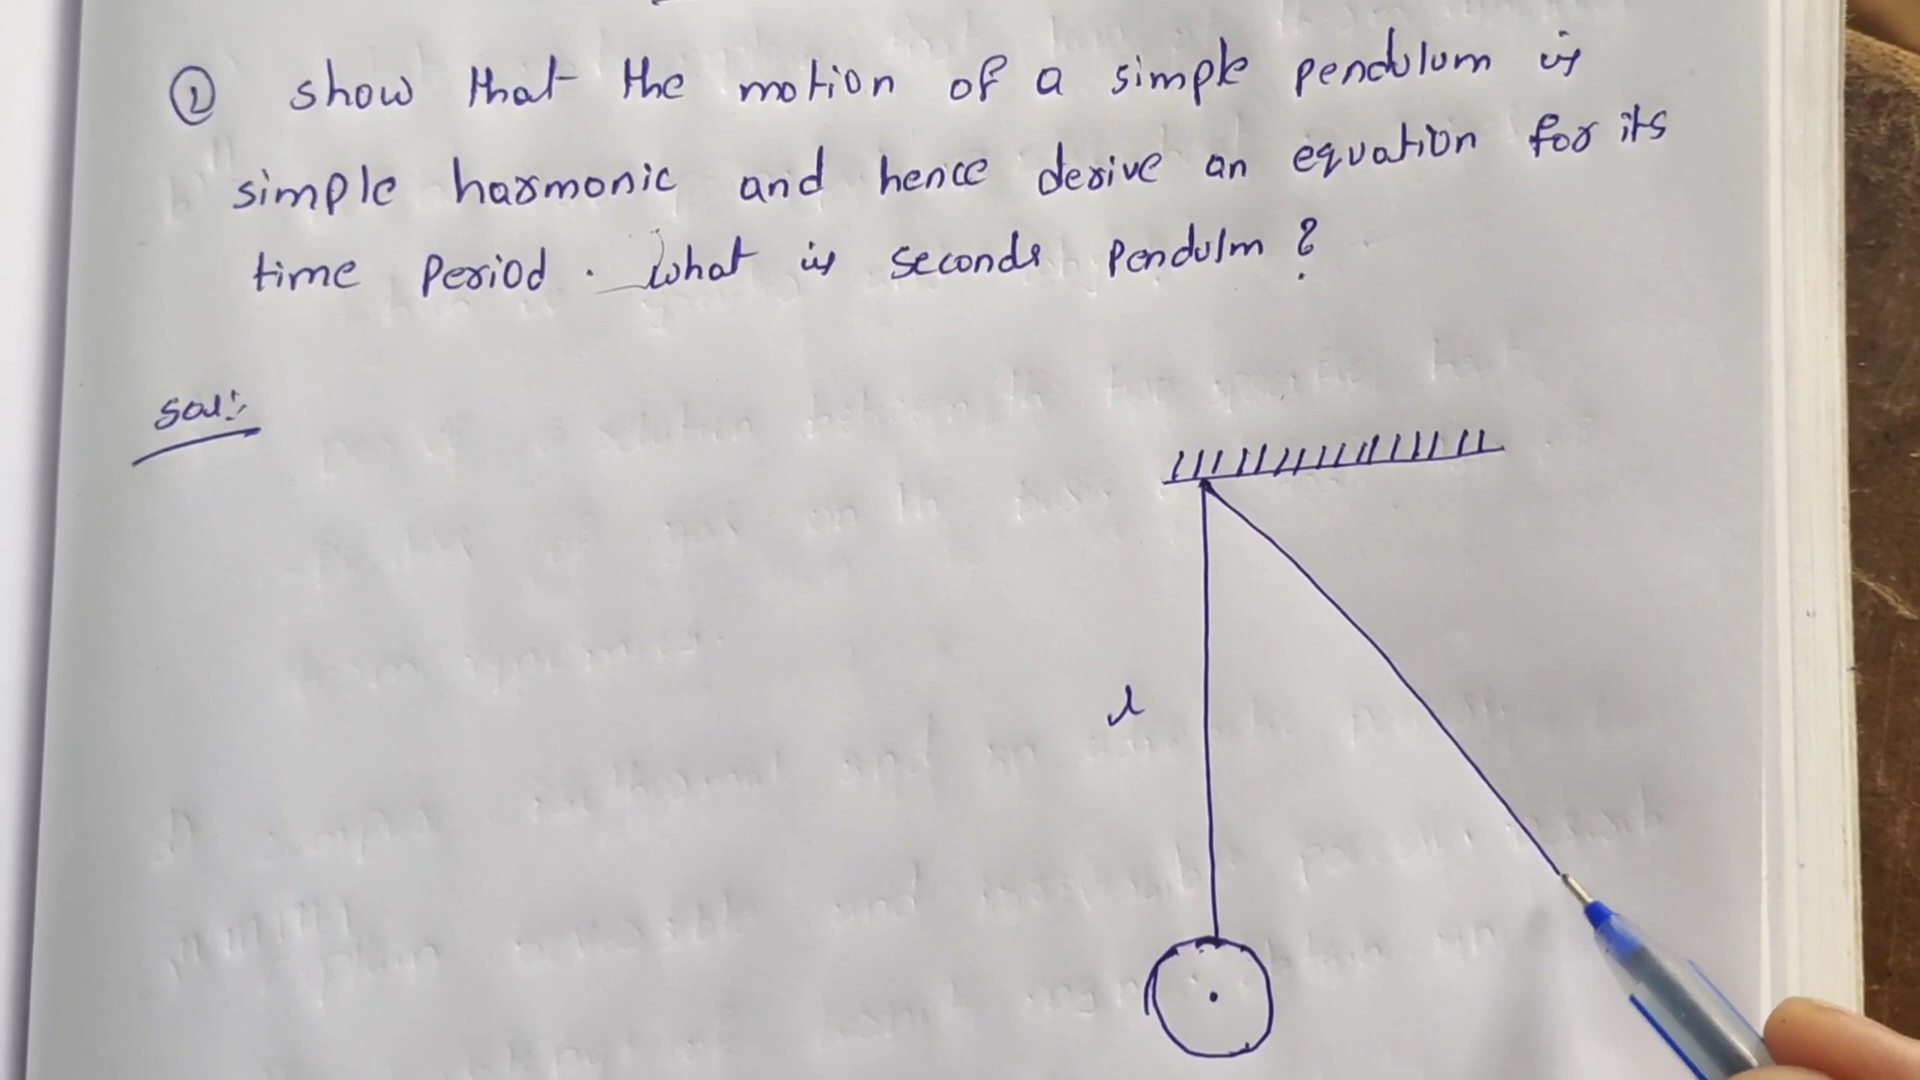 ① show that the motion of a simple pendulum is
simple harmonic and hence derive an equation for its
time period. What is seconds pendulm?
Sol:
l